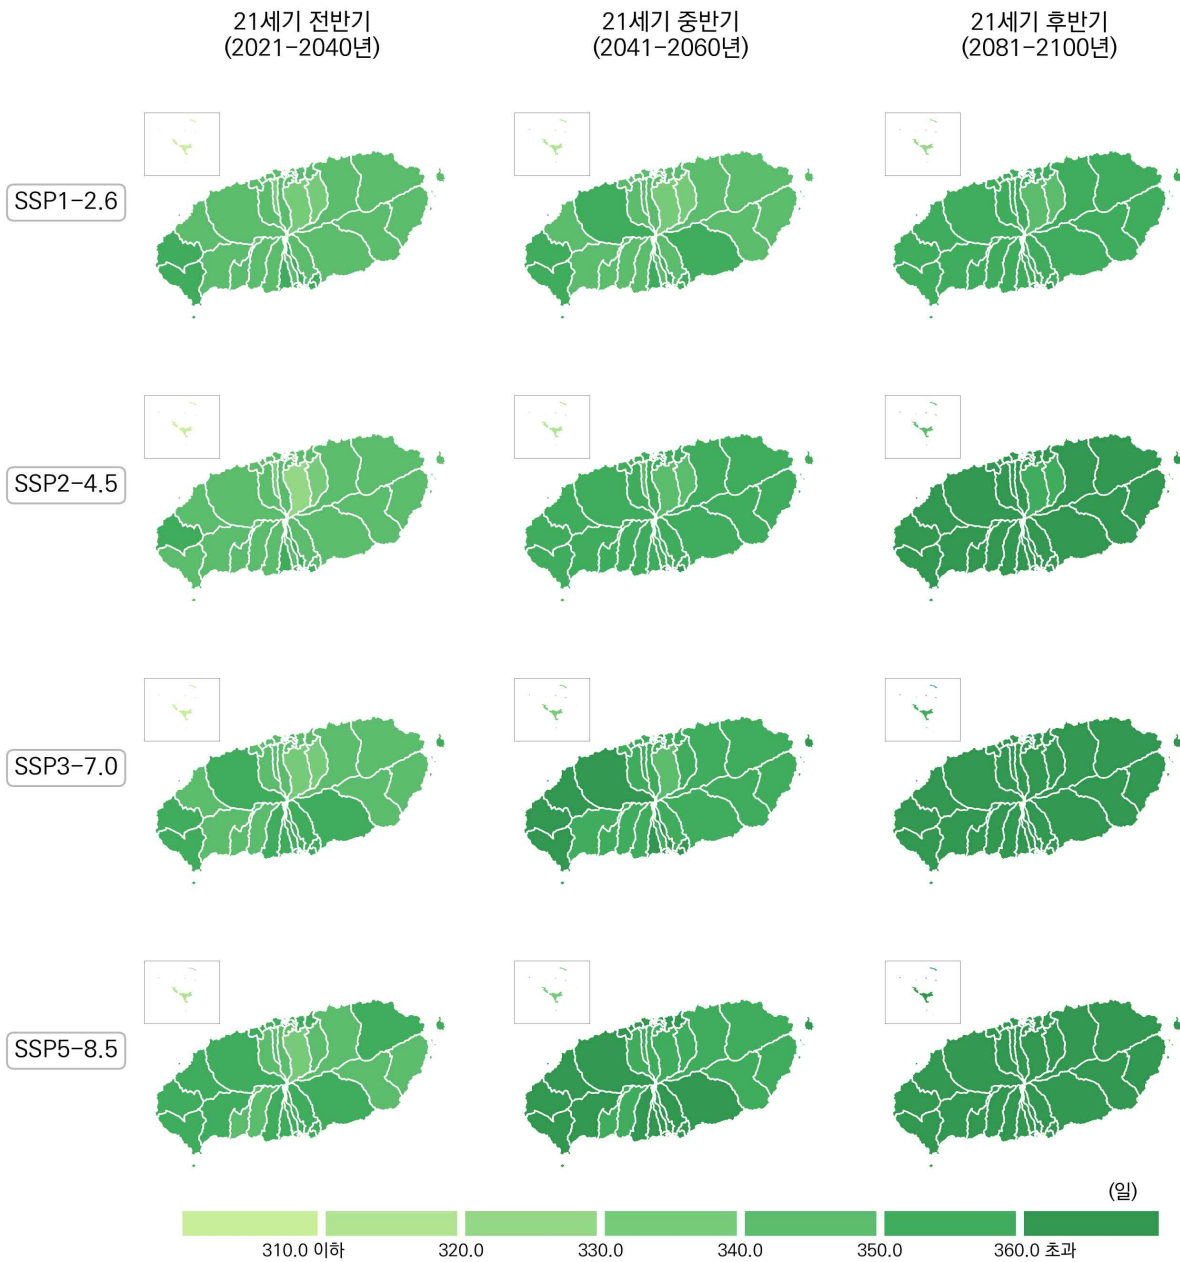 21세기 전반기
(2021-2040년)
21세기 중반기
(2041-2060년)
21세기 후반기
(2081-2100년)
SSP1-2.6
SSP2-4.5
SSP3-7.0
SSP5-8.5
(일)
310.0 이하
320.0
330.0
340.0
350.0
360.0 초과